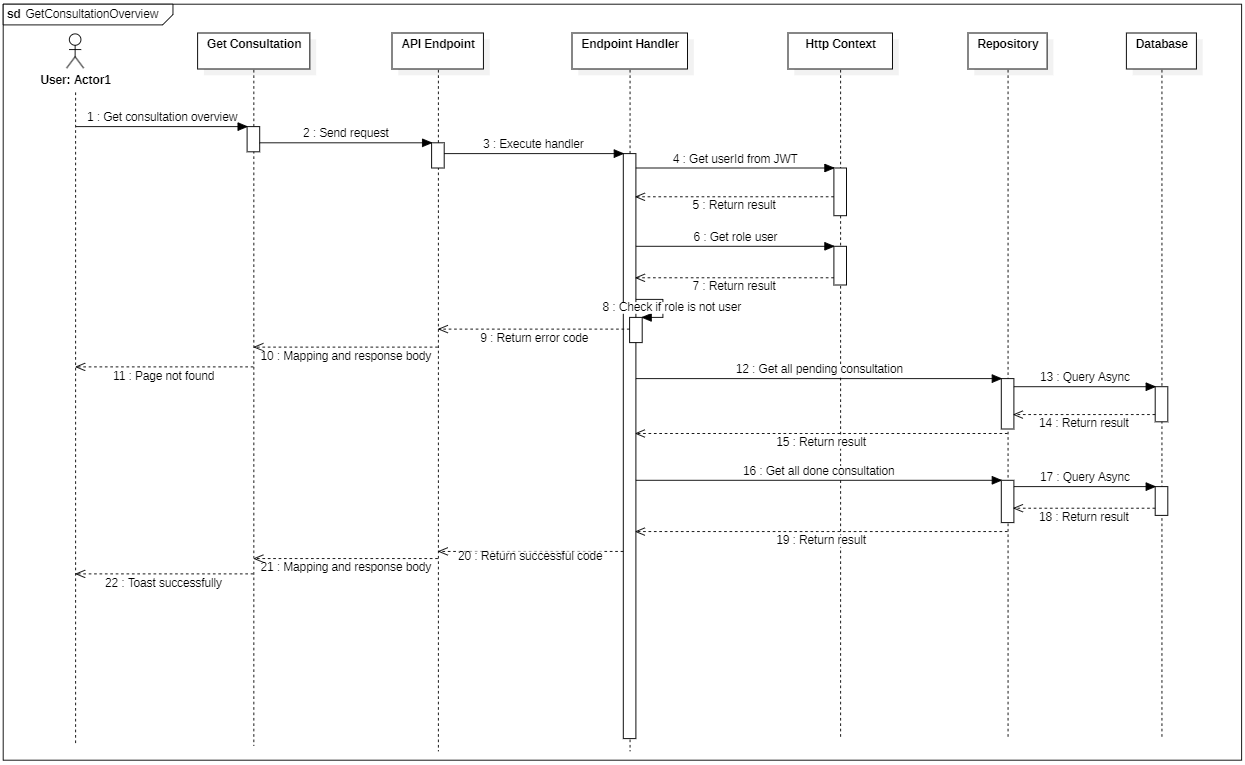 sd GetConsultationOverview
User: Actor1
Get Consultation
API Endpoint
Endpoint Handler
Http Context
Repository
Database
1 : Get consultation overview
2 : Send request
3 : Execute handler
4 : Get userId from JWT
5 : Return result
6 : Get role user
7 : Return result
8 : Check if role is not user
9 : Return error code
10 : Mapping and response body
11 : Page not found
12 : Get all pending consultation
13 : Query Async
14 : Return result
15 : Return result
16 : Get all done consultation
17 : Query Async
18 : Return result
19 : Return result
20 : Return successful code
21 : Mapping and response body
22 : Toast successfully